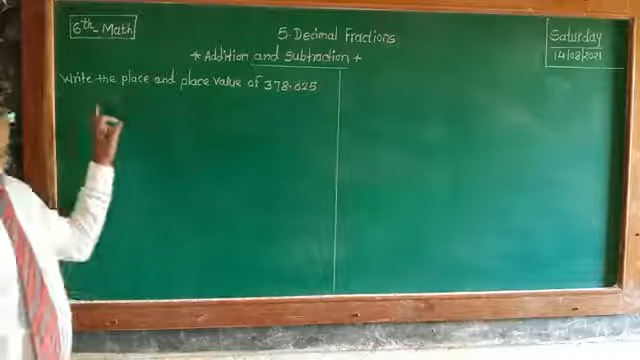 6th - Math
5. Decimal Fractions
* Addition and Subtraction +
Saturday
14/08/2021
Write the place and place value of 378.025